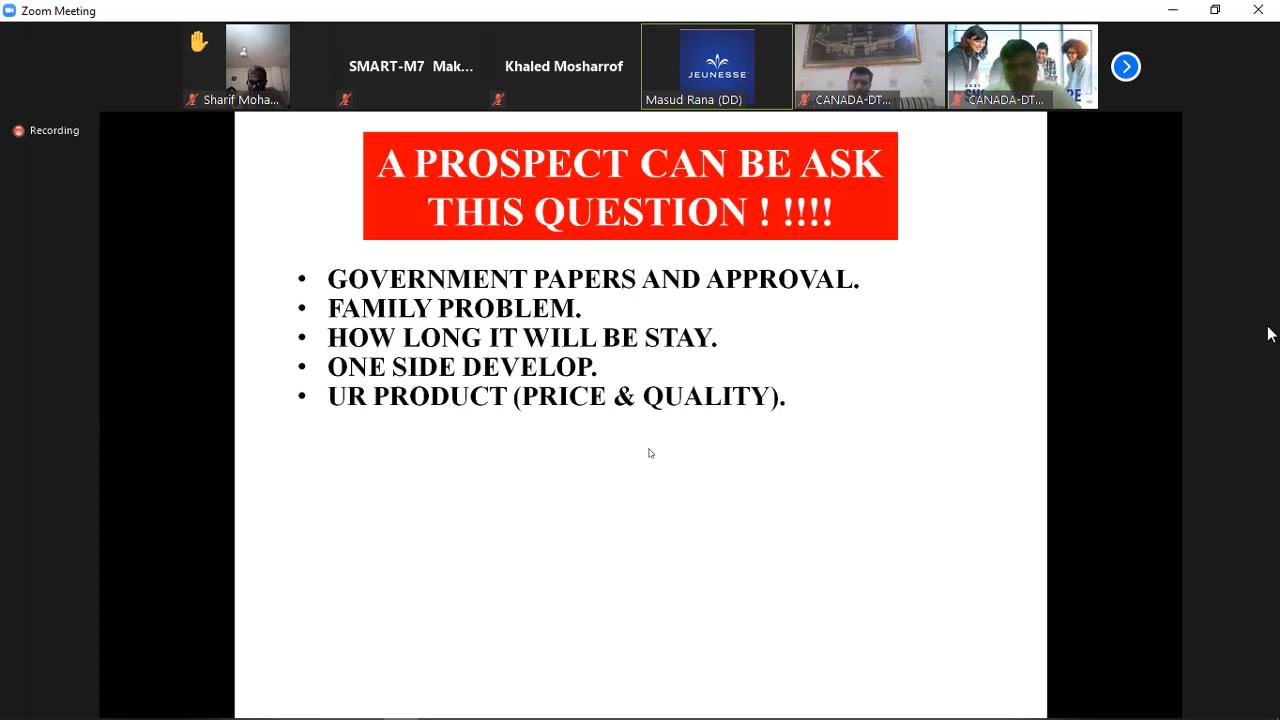 Zoom Meeting
Sharif Moha...
SMART-M7 Mak...
Khaled Mosharrof
JEUNESSE
Masud Rana (DD)
CANADA-DT...
2021
CANADA-DT...
Recording
A PROSPECT CAN BE ASK
THIS QUESTION ! !!!!
• GOVERNMENT PAPERS AND APPROVAL.
• FAMILY PROBLEM.
• HOW LONG IT WILL BE STAY.
• ONE SIDE DEVELOP.
• UR PRODUCT (PRICE & QUALITY).